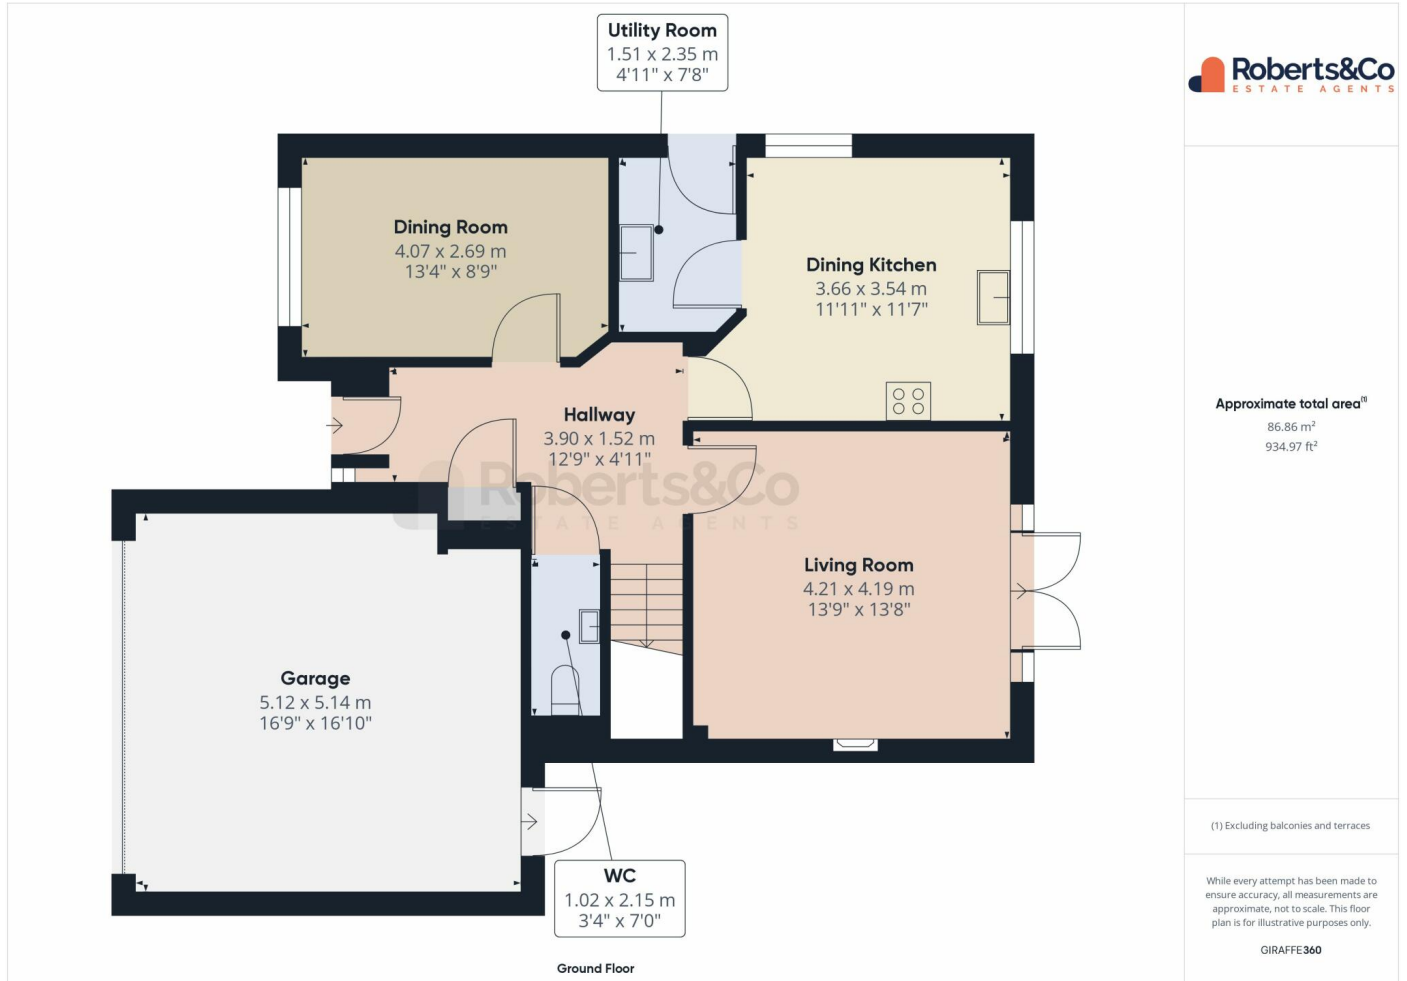 Utility Room
1.51 x 2.35 m
4'11" x 7'8"
Roberts&Co
ESTATE AGENTS
Dining Room
4.07 x 2.69 m
13'4" x 8'9"
Dining Kitchen
3.66 x 3.54 m
11'11" x 11'7"
Hallway
3.90 x 1.52 m
12'9" x 4'11"
Roberts&Co
ESTATE AGENTS
Living Room
4.21 x 4.19 m
13'9" x 13'8"
Garage
5.12 x 5.14 m
16'9" x 16'10"
WC
1.02 x 2.15 m
3'4" x 7'0"
Ground Floor
Approximate total area⁽¹⁾
86.86 m²
934.97 ft²
(1) Excluding balconies and terraces
While every attempt has been made to
ensure accuracy, all measurements are
approximate, not to scale. This floor
plan is for illustrative purposes only.
GIRAFFE360